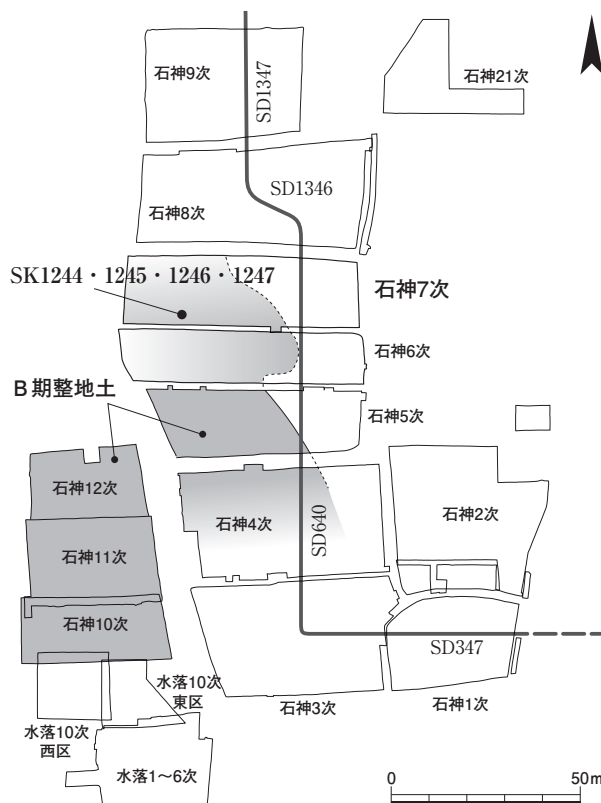 石神9次
SD1347
石神21次
SD1346
石神8次
SK1244・1245・1246・1247
石神7次
石神6次
B期整地土
石神5次
石神12次
石神4次
SD640
石神2次
石神11次
石神10次
SD347
水落10次
東区
石神3次
石神1次
水落10次
西区
水落1～6次
0
50m